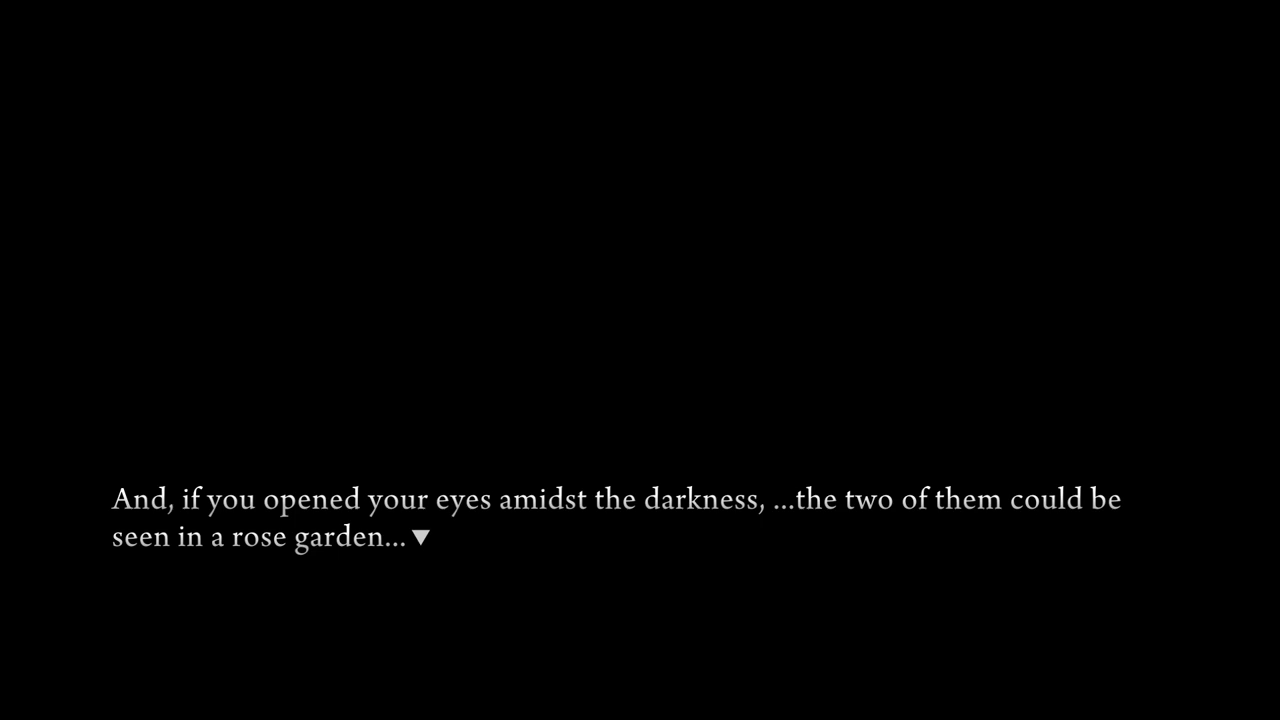 And, if you opened your eyes amidst the darkness, ...the two of them could be
seen in a rose garden...▼